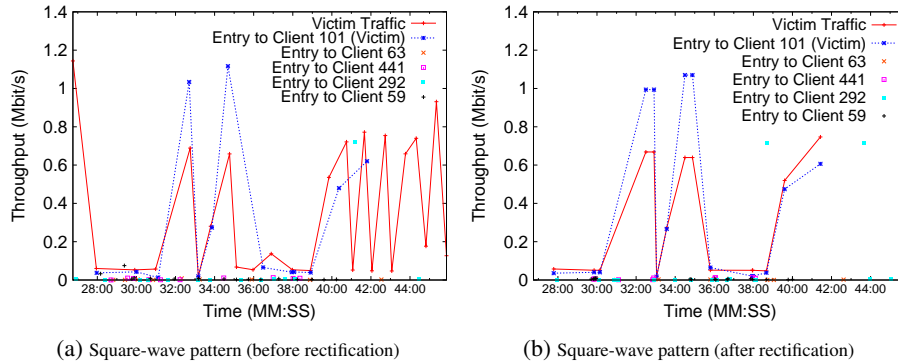 1.4
1.2
1
0.8
0.6
0.4
0.2
0
Throughput (Mbit/s)
Victim Traffic
Entry to Client 101 (Victim)
Entry to Client 63
Entry to Client 441
Entry to Client 292
Entry to Client 59
28:00 30:00 32:00 34:00 36:00 38:00 40:00 42:00 44:00
Time (MM:SS)
(a) Square-wave pattern (before rectification)
1.4
1.2
1
0.8
0.6
0.4
0.2
0
Throughput (Mbit/s)
Victim Traffic
Entry to Client 101 (Victim)
Entry to Client 63
Entry to Client 441
Entry to Client 292
Entry to Client 59
28:00 30:00 32:00 34:00 36:00 38:00 40:00 42:00 44:00
Time (MM:SS)
(b) Square-wave pattern (after rectification)